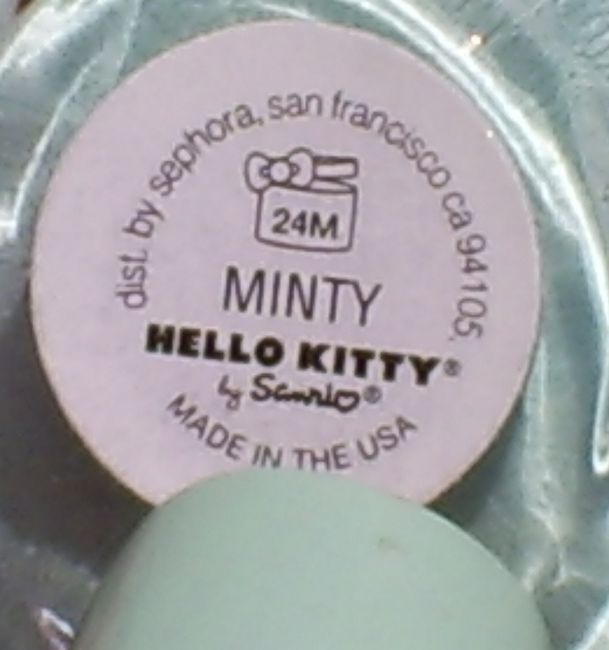 dist. by sephora, san francisco ca 94105.
24M
MINTY
HELLO KITTY®
by Sanrio®
MADE IN THE USA